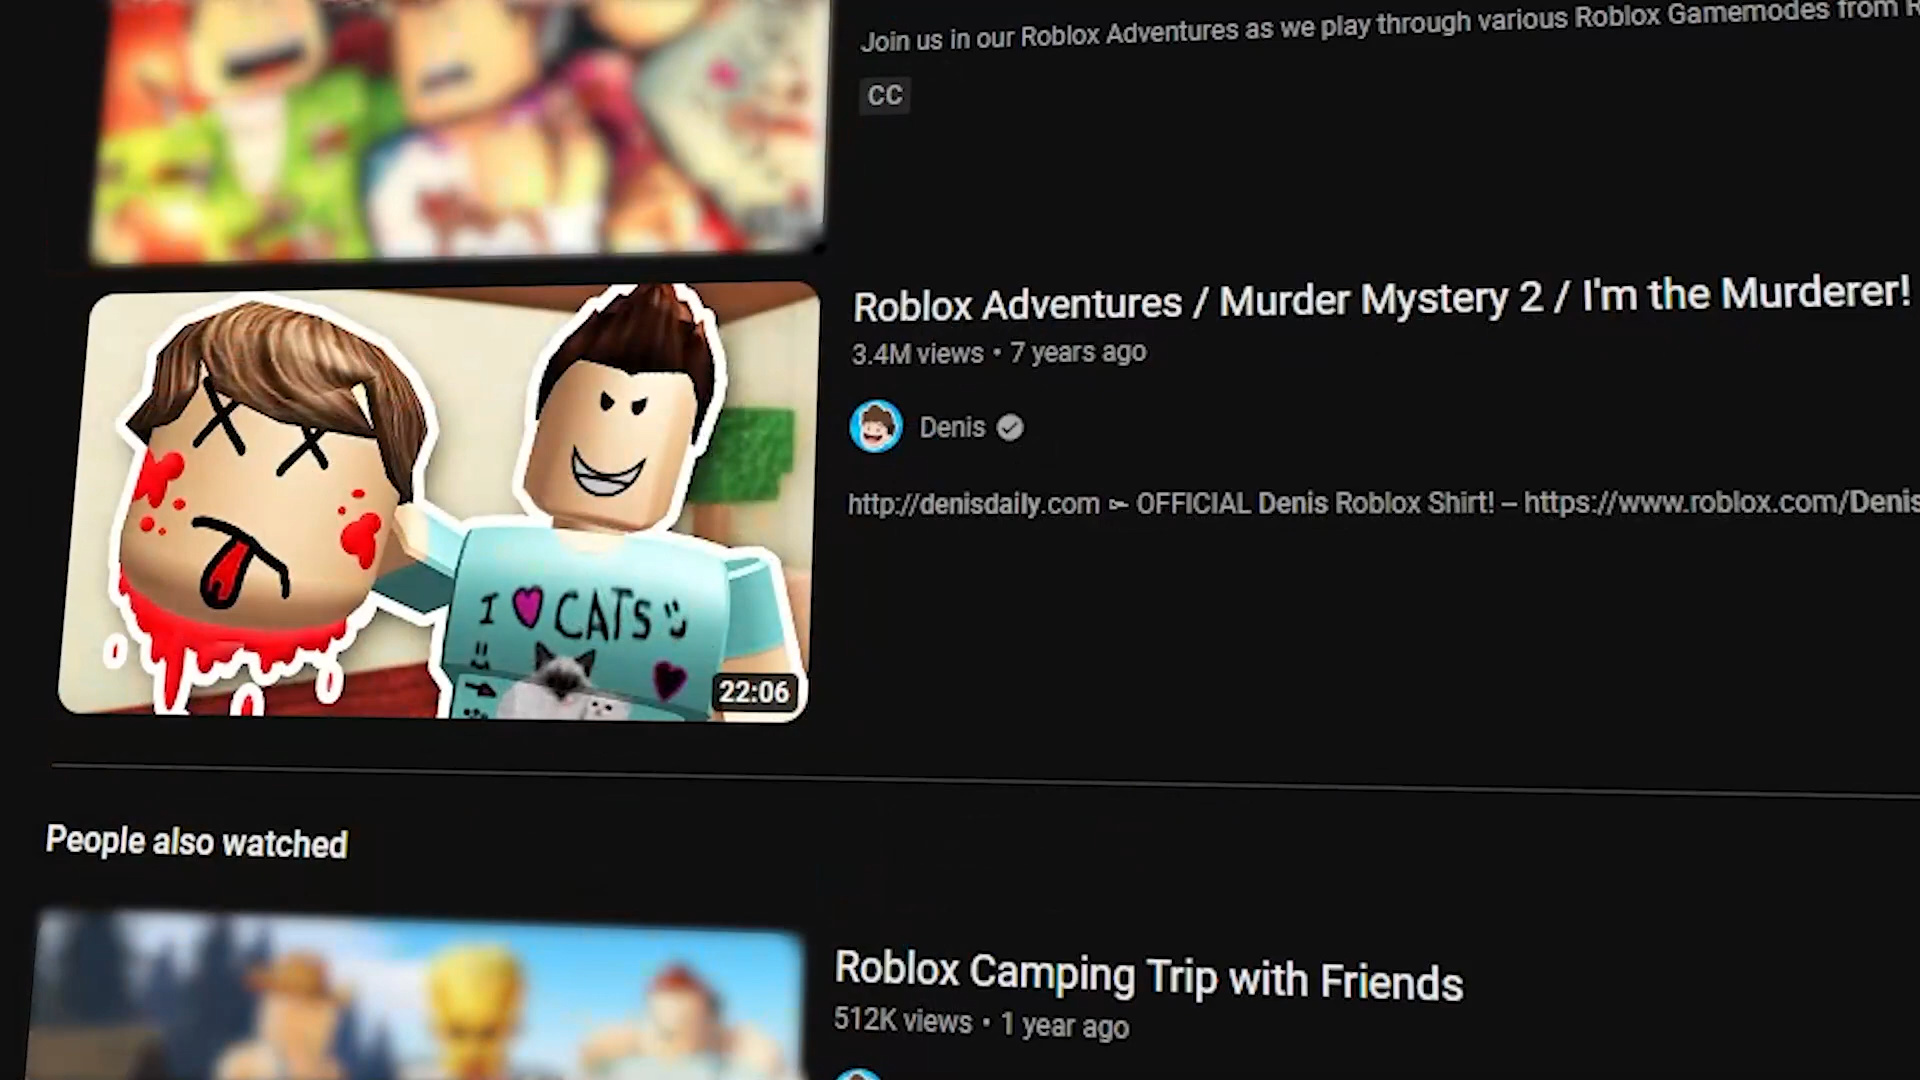 Join us in our Roblox Adventures as we play through various Roblox Gamemodes from
CC
Roblox Adventures / Murder Mystery 2 / I'm the Murderer!
3.4M views • 7 years ago
Denis
http://denisdaily.com ➳ OFFICIAL Denis Roblox Shirt! – https://www.roblox.com/Denis
I ♥ CATS
22:06
People also watched
Roblox Camping Trip with Friends
512K views • 1 year ago